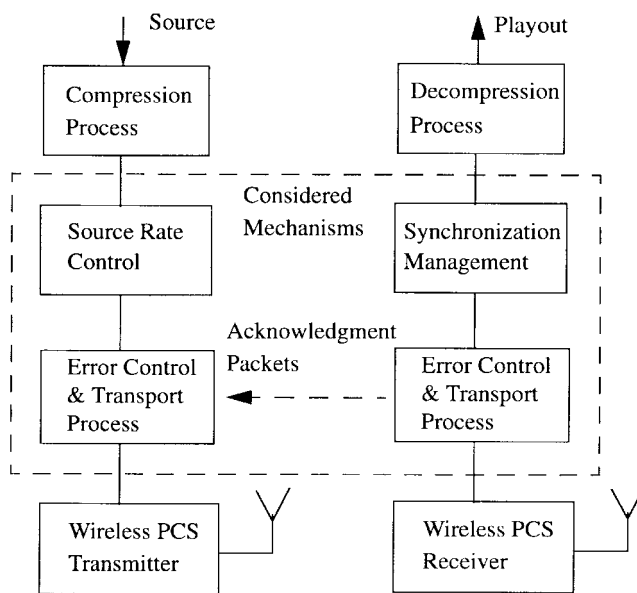 Source
Playout
Compression
Process
Decompression
Process
Considered
Mechanisms
Source Rate
Control
Synchronization
Management
Acknowledgment
Packets
Error Control
& Transport
Process
Error Control
& Transport
Process
Wireless PCS
Transmitter
Wireless PCS
Receiver